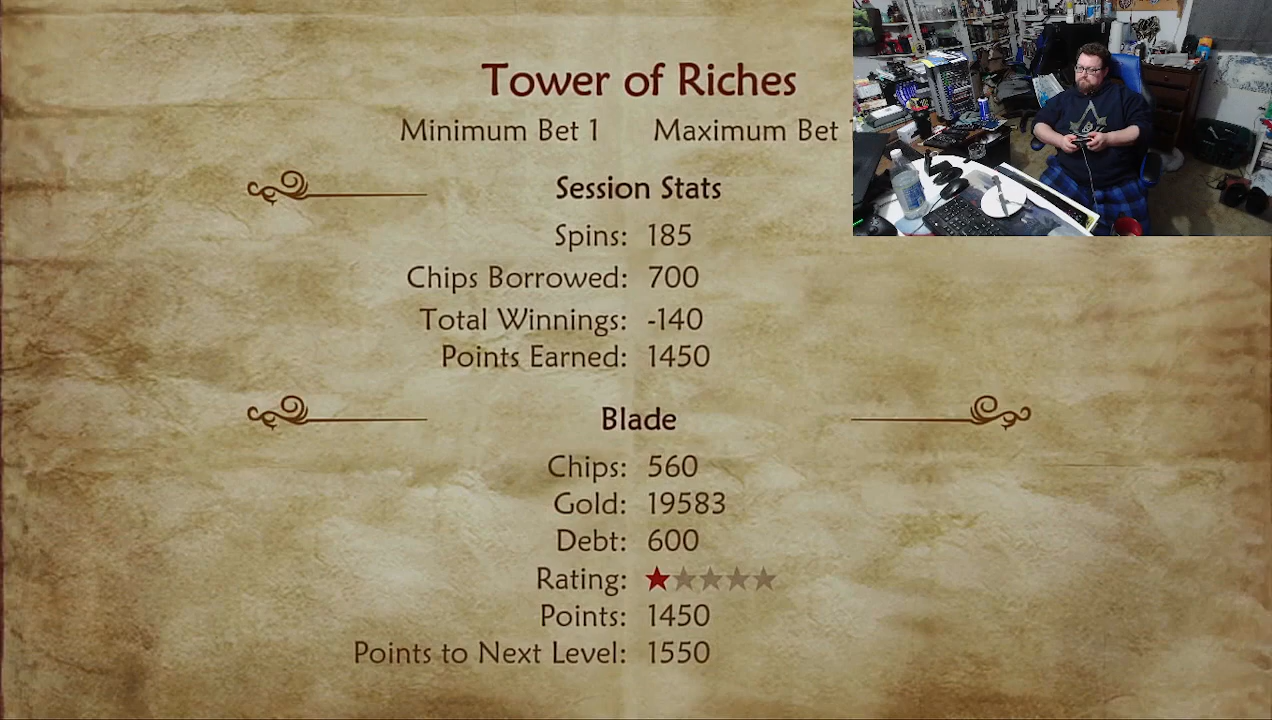 Tower of Riches
Minimum Bet 1 Maximum Bet
Session Stats
Spins: 185
Chips Borrowed: 700
Total Winnings: -140
Points Earned: 1450
Blade
Chips: 560
Gold: 19583
Debt: 600
Rating:
Points: 1450
Points to Next Level: 1550